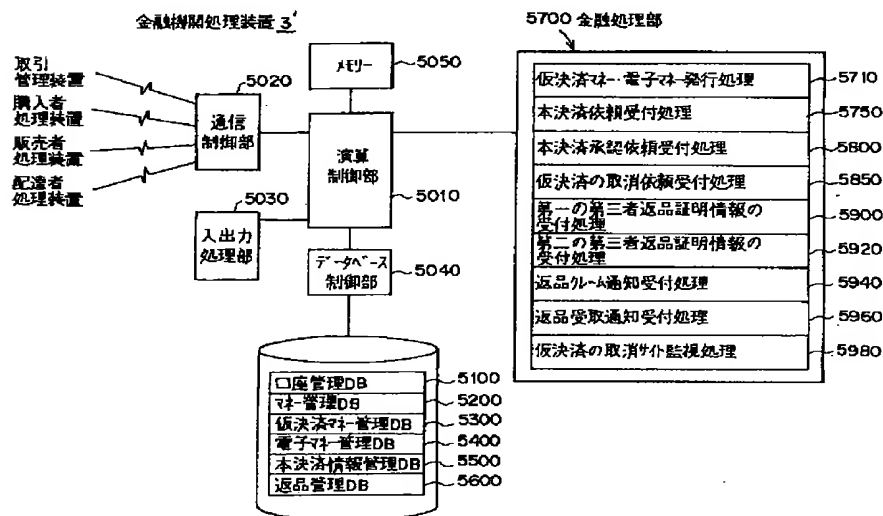 金融機関処理装置 3'
取引
管理装置
購入者
処理装置
販売者
処理装置
配達者
処理装置
5020
通信
制御部
メモリー
5050
演算
制御部
5010
5030
入出力
処理部
データベース
制御部
5040
口座管理DB
5100
マネー管理DB
5200
仮決済マネー管理DB
5300
電子マネー管理DB
5400
本決済情報管理DB
5500
返品管理DB
5600
5700 金融処理部
仮決済マネー・電子マネー発行処理
5710
本決済依頼受付処理
5750
本決済承認依頼受付処理
5800
仮決済の取消依頼受付処理
5850
第一の第三者返品証明情報の
受付処理
5900
第二の第三者返品証明情報の
受付処理
5920
返品クレーム通知受付処理
5940
返品受取通知受付処理
5960
仮決済の取消サイト監視処理
5980